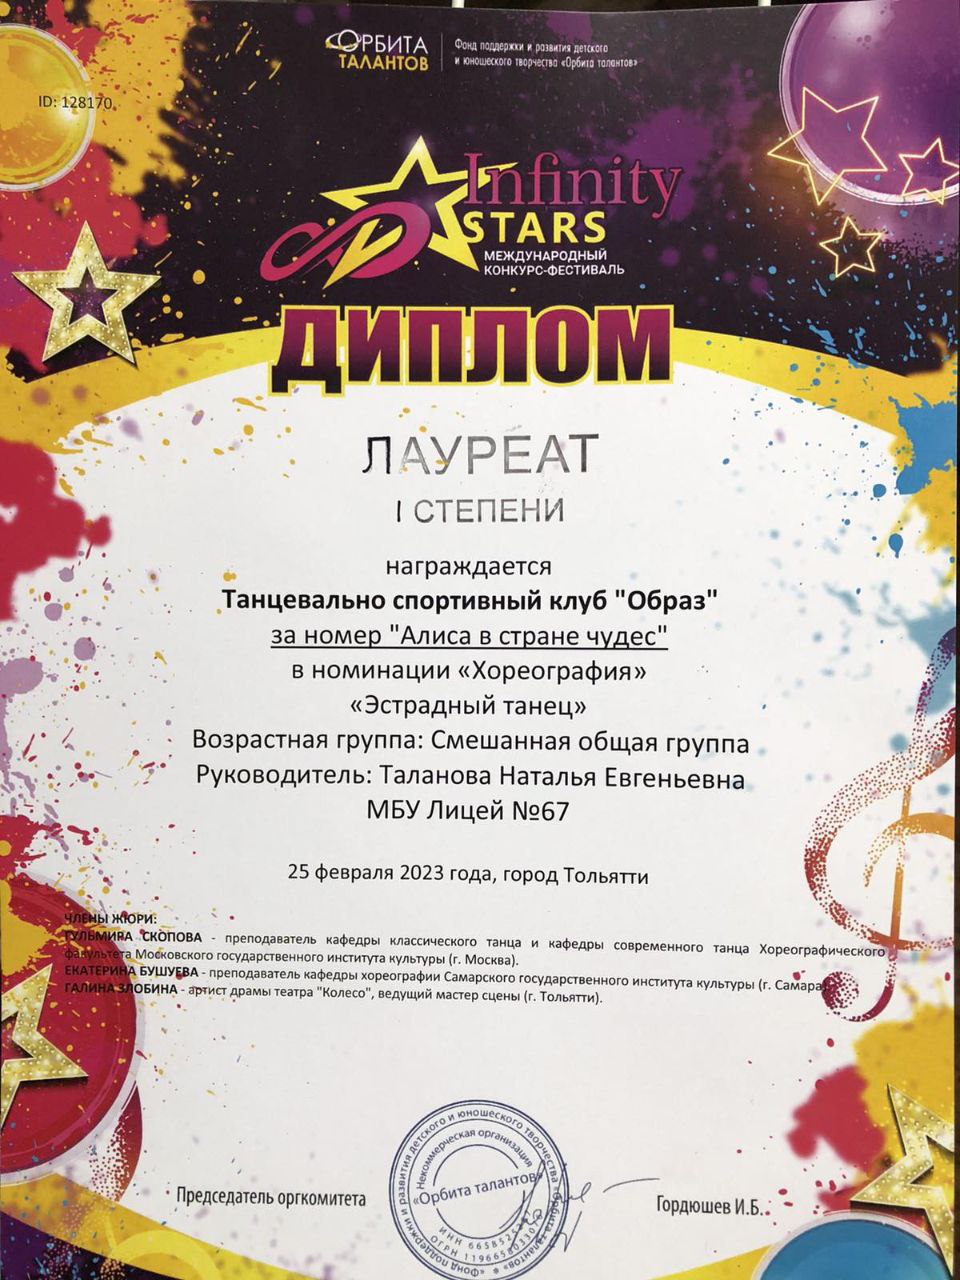 ОРБИТА
ТАЛАНТОВ
Фонд поддержки и развития детского
и юношеского творчества «Орбита талантов»
ID: 128170
Infinity
STARS
МЕЖДУНАРОДНЫЙ
КОНКУРС-ФЕСТИВАЛЬ
ДИПЛОМ
ЛАУРЕАТ
I СТЕПЕНИ
награждается
Танцевально спортивный клуб "Образ"
за номер "Алиса в стране чудес"
в номинации «Хореография»
«Эстрадный танец»
Возрастная группа: Смешанная общая группа
Руководитель: Таланова Наталья Евгеньевна
МБУ Лицей №67
25 февраля 2023 года, город Тольятти
ЧЛЕНЫ ЖЮРИ:
ГУЛЬМИРА СКОПОВА - преподаватель кафедры классического танца и кафедры современного танца Хореографического
факультета Московского государственного института культуры (г. Москва).
ЕКАТЕРИНА БУШУЕВА - преподаватель кафедры хореографии Самарского государственного института культуры (г. Самара).
ГАЛИНА ЗЛОБИНА - артист драмы театра "Колесо", ведущий мастер сцены (г. Тольятти).
«Фонд поддержки и развития детского и юношеского творчества «Орбита талантов»
Некоммерческая организация
«Орбита талантов»
ИНН
ОГРН
Председатель оргкомитета
Гордюшев И.Б.